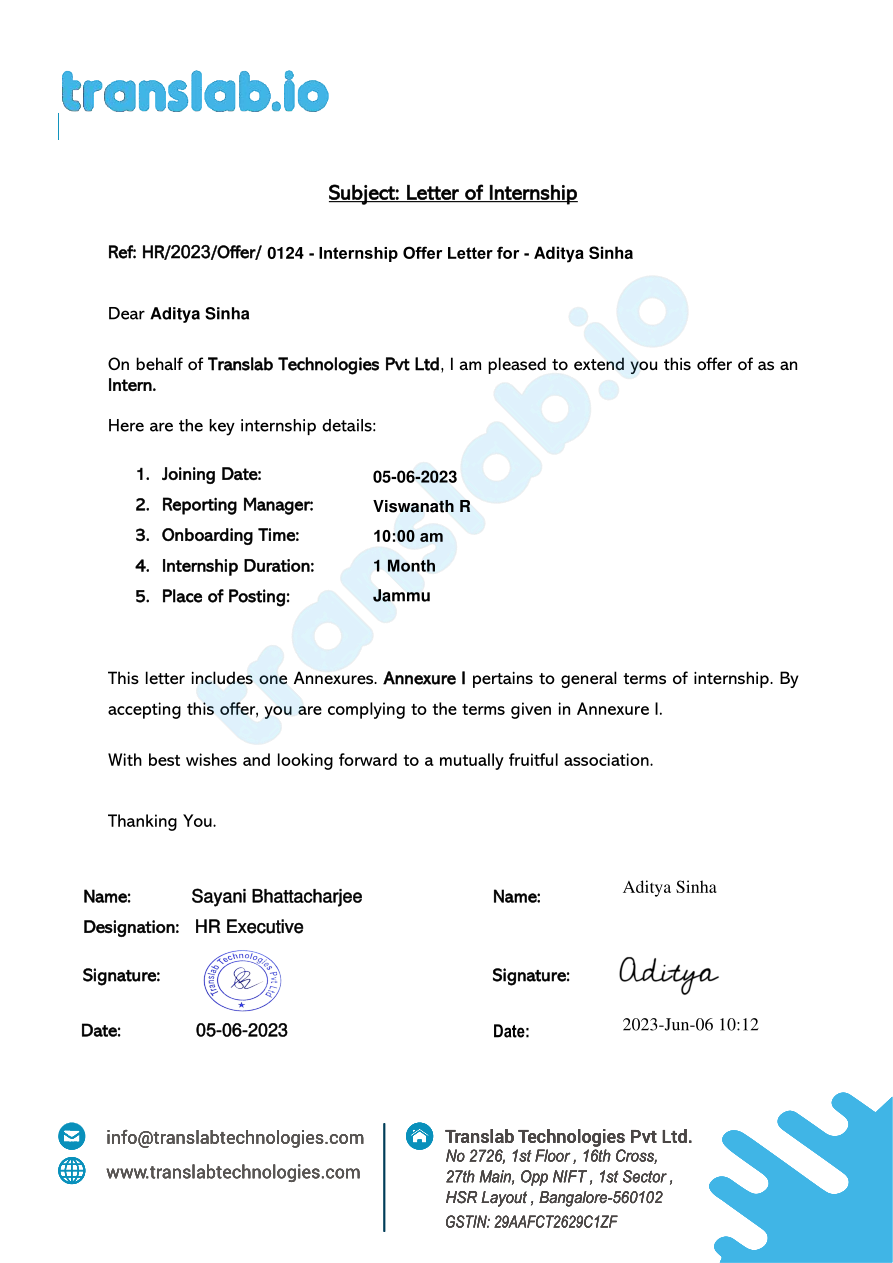 translab.io
Subject: Letter of Internship
Ref: HR/2023/Offer/ 0124 - Internship Offer Letter for - Aditya Sinha
Dear Aditya Sinha
On behalf of Translab Technologies Pvt Ltd, I am pleased to extend you this offer of as an
Intern.
Here are the key internship details:
1. Joining Date: 05-06-2023
2. Reporting Manager: Viswanath R
3. Onboarding Time: 10:00 am
4. Internship Duration: 1 Month
5. Place of Posting: Jammu
translab.io
This letter includes one Annexures. Annexure I pertains to general terms of internship. By
accepting this offer, you are complying to the terms given in Annexure I.
With best wishes and looking forward to a mutually fruitful association.
Thanking You.
Name: Sayani Bhattacharjee
Designation: HR Executive
Signature: Translab Technologies Pvt Ltd
Date: 05-06-2023
Name: Aditya Sinha
Signature: Aditya
Date: 2023-Jun-06 10:12
info@translabtechnologies.com
www.translabtechnologies.com
Translab Technologies Pvt Ltd.
No 2726, 1st Floor , 16th Cross,
27th Main, Opp NIFT , 1st Sector ,
HSR Layout , Bangalore-560102
GSTIN: 29AAFCT2629C1ZF